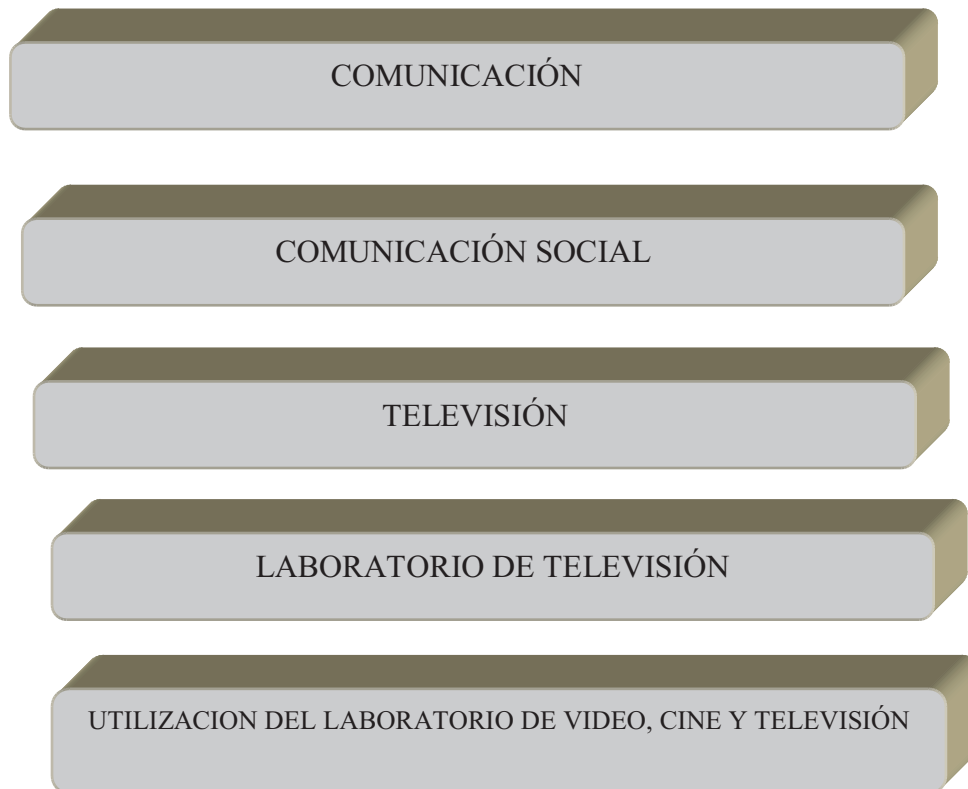 COMUNICACIÓN
COMUNICACIÓN SOCIAL
TELEVISIÓN
LABORATORIO DE TELEVISIÓN
UTILIZACION DEL LABORATORIO DE VIDEO, CINE Y TELEVISIÓN